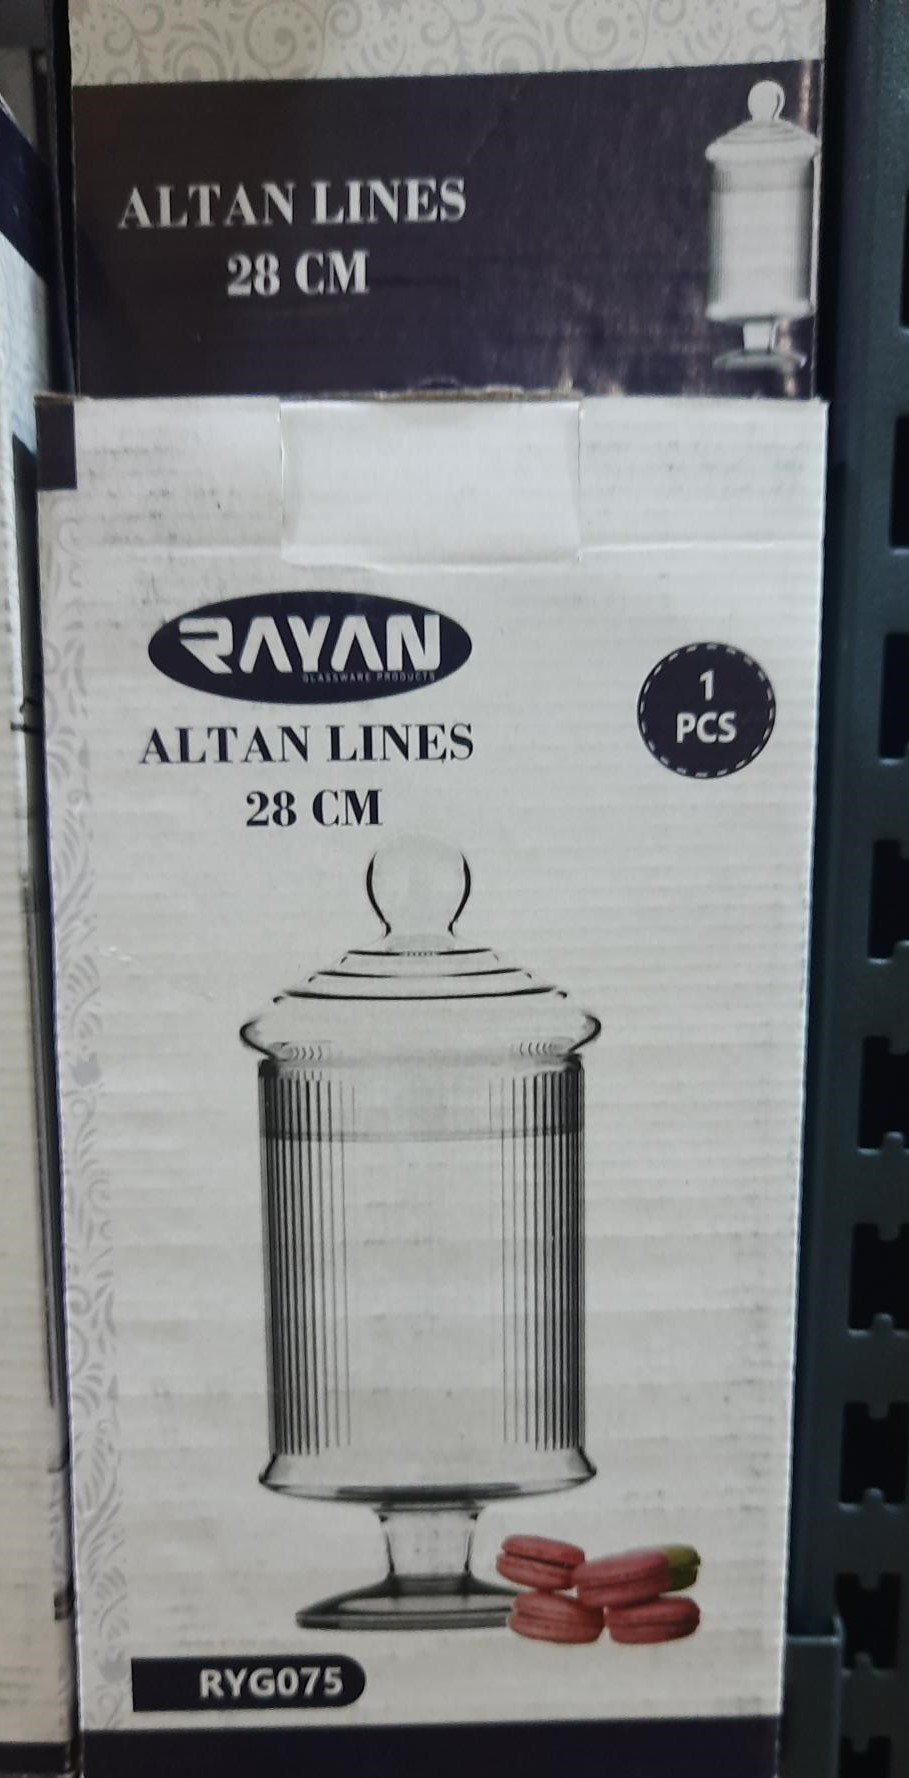 ALTAN LINES
28 CM
RAYAN
GLASSWARE PRODUCTS
ALTAN LINES
28 CM
1
PCS
RYG075